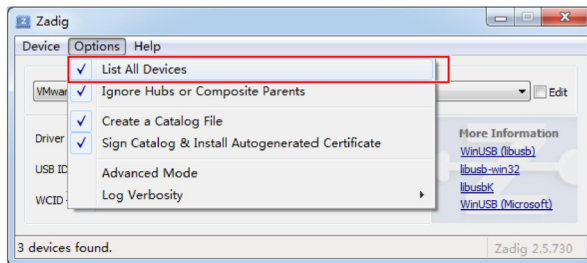 Zadig
Device Options Help
List All Devices
VMwar Ignore Hubs or Composite Parents Edit
Create a Catalog File
Driver Sign Catalog & Install Autogenerated Certificate More Information
WinUSB (libusb)
USB ID Advanced Mode libusb-win32
Log Verbosity libusbK
WCID WinUSB (Microsoft)
3 devices found. Zadig 2.5.730